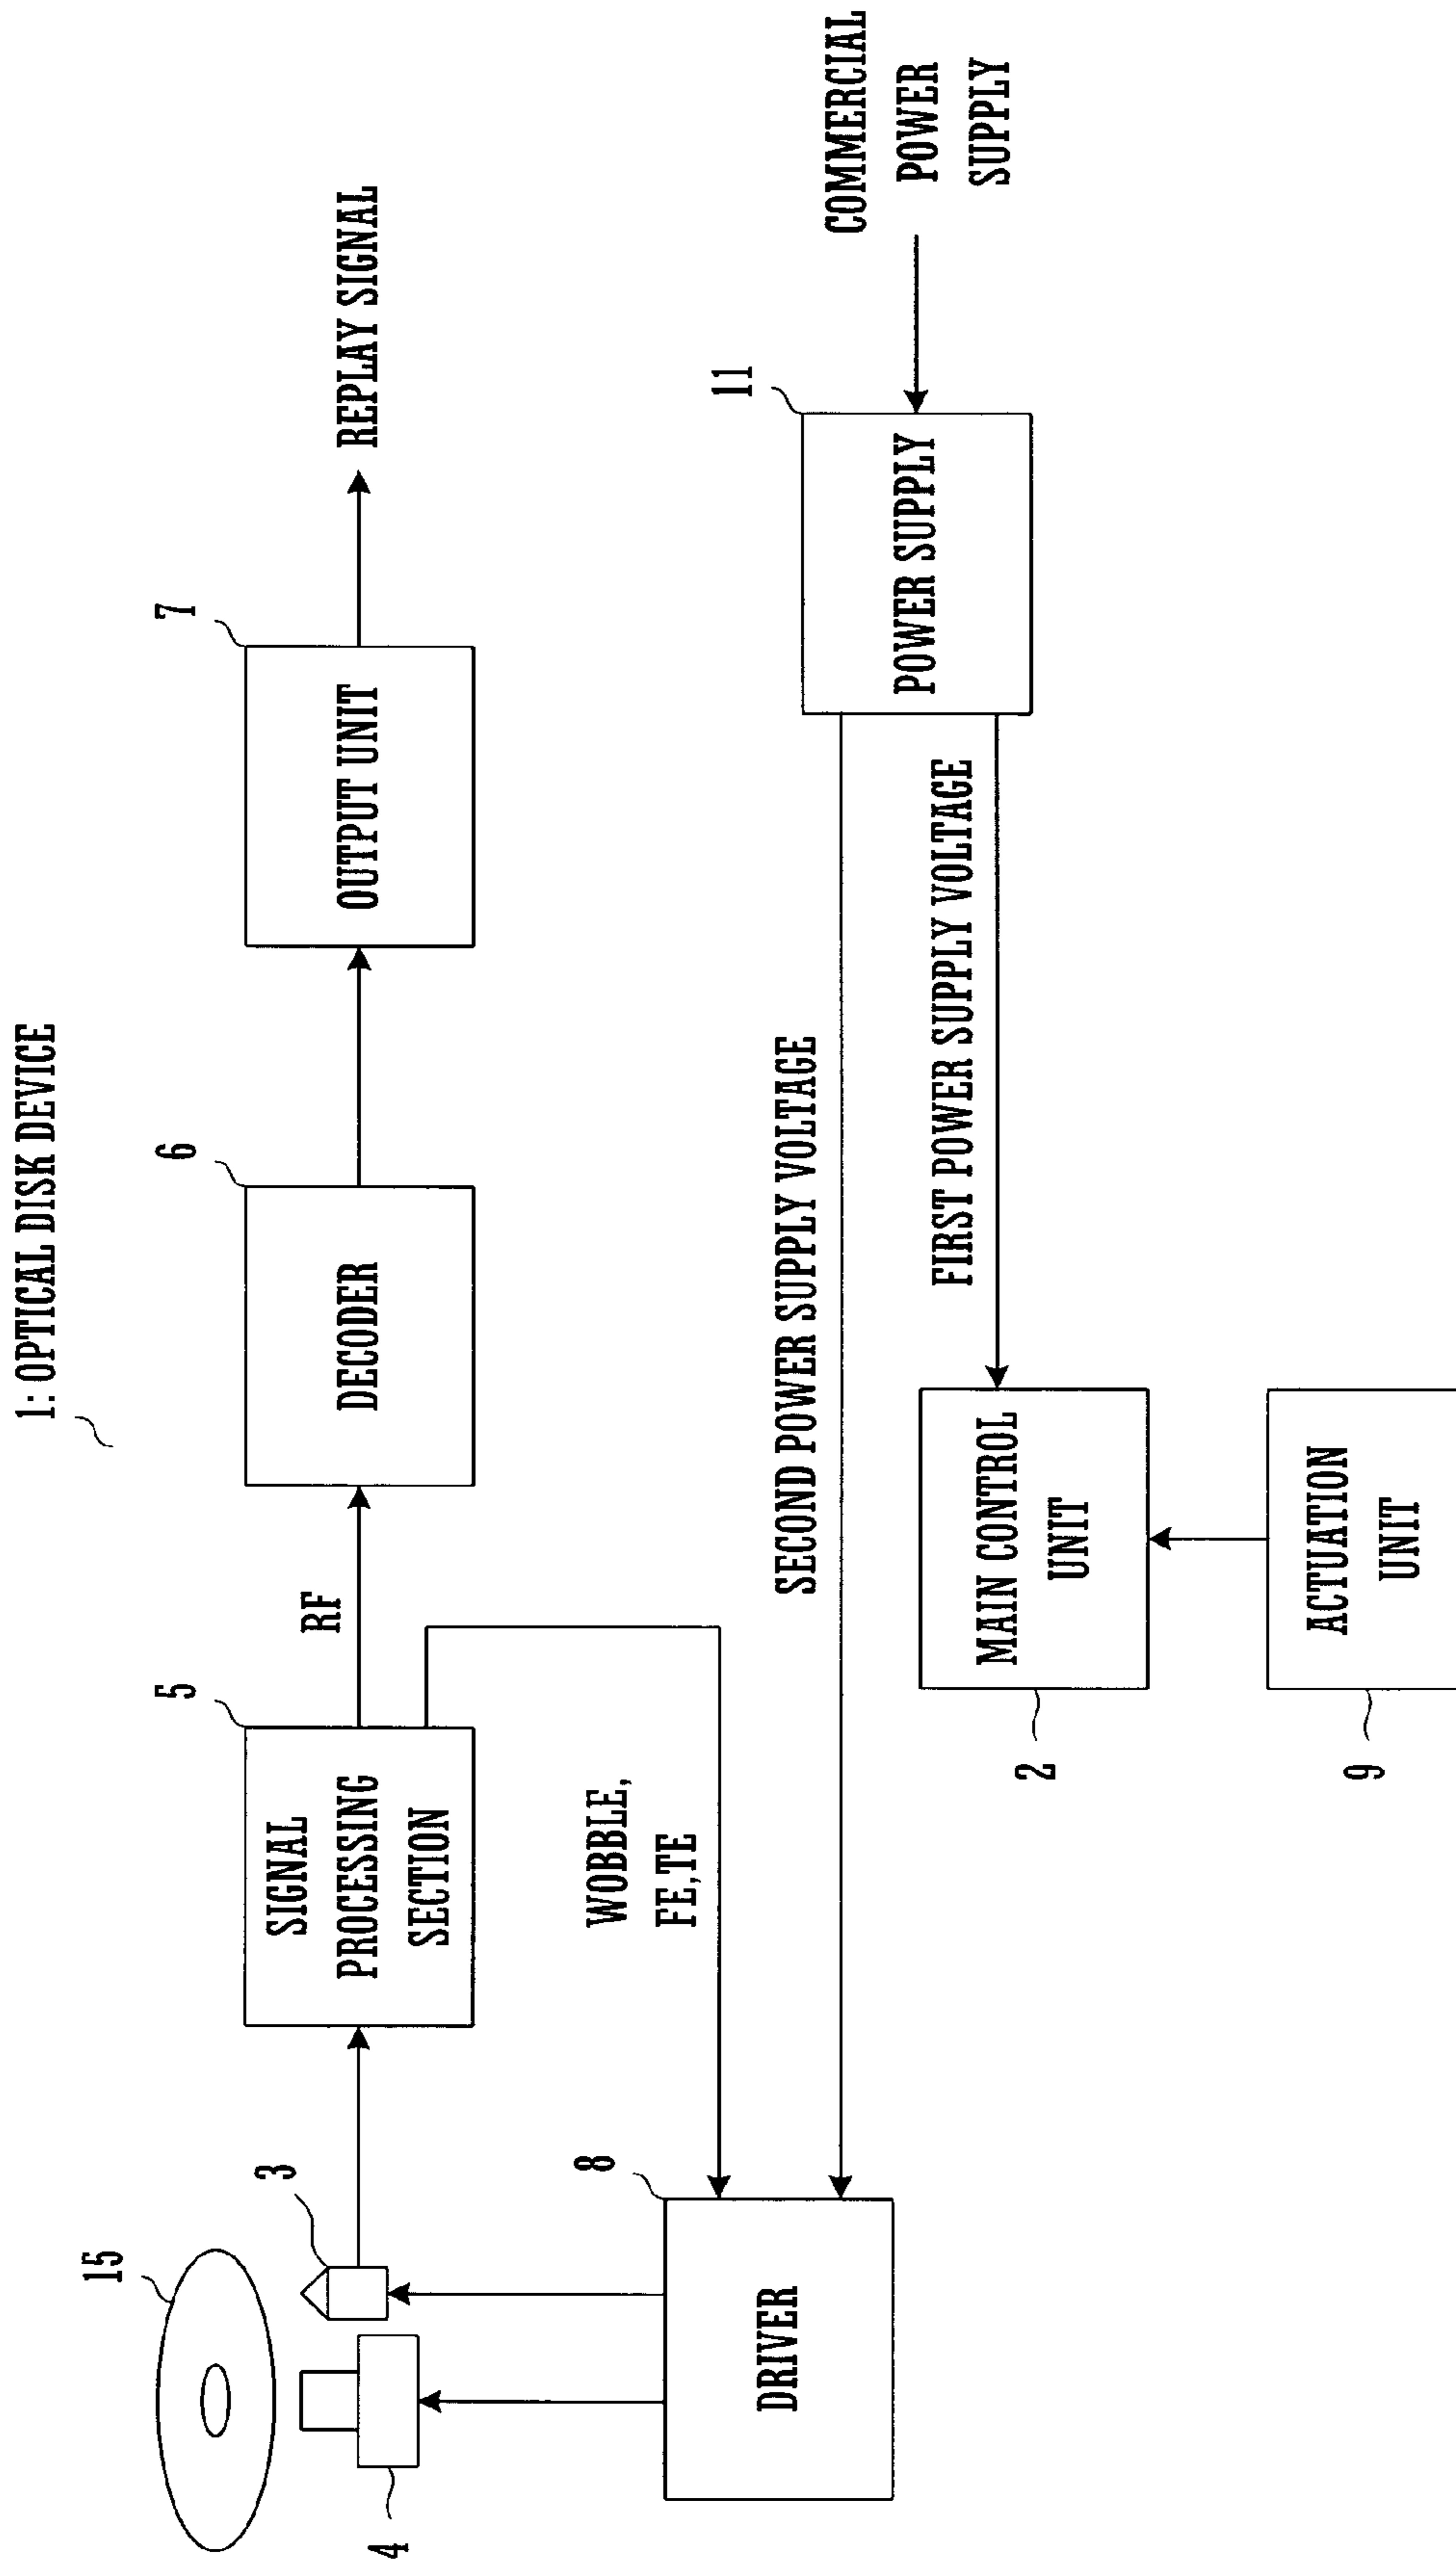 1: OPTICAL DISK DEVICE
15
3
4
5
SIGNAL
PROCESSING
SECTION
RF
6
DECODER
7
OUTPUT UNIT
REPLAY SIGNAL
WOBBLE,
FE,TE
8
DRIVER
SECOND POWER SUPPLY VOLTAGE
11
POWER SUPPLY
COMMERCIAL
POWER
SUPPLY
FIRST POWER SUPPLY VOLTAGE
MAIN CONTROL
UNIT
2
ACTUATION
UNIT
9